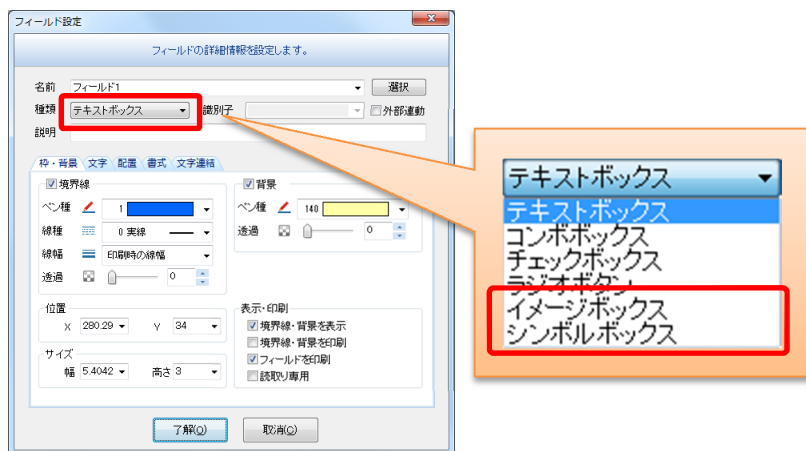 フィールド設定
フィールドの詳細情報を設定します。
名前 フィールド1 選択
種類 テキストボックス 識別子 外部連動
説明
枠・背景 文字 配置 書式 文字連結
境界線
ペン種 1
線種 0 実線
線幅 印刷時の線幅
透過 0
背景
ペン種 140
透過 0
位置
X 280.29 Y 34
サイズ
幅 5.4042 高さ 3
表示・印刷
境界線・背景を表示
境界線・背景を印刷
フィールドを印刷
読取り専用
了解(O) 取消(C)
テキストボックス
テキストボックス
コンボボックス
チェックボックス
ラジオボタン
イメージボックス
シンボルボックス